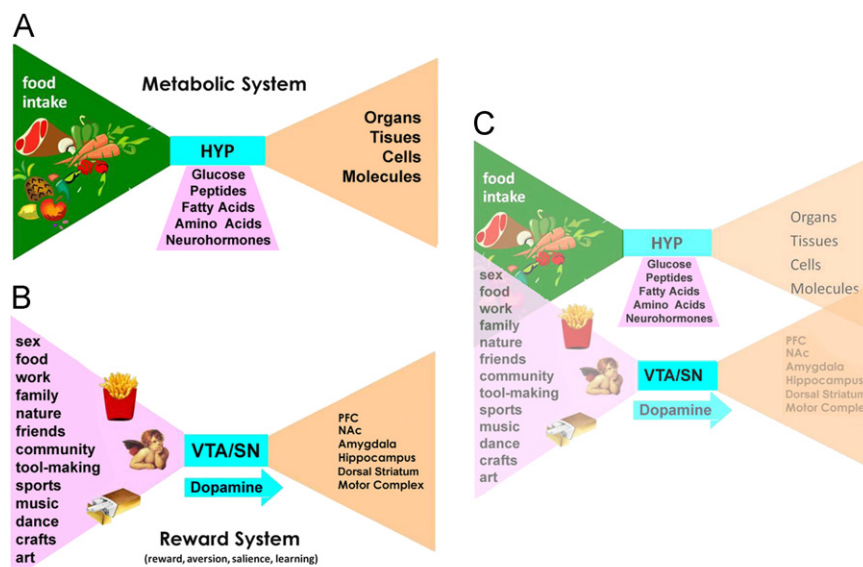 A
food
intake
Metabolic System
HYP
Glucose
Peptides
Fatty Acids
Amino Acids
Neurohormones
Organs
Tisues
Cells
Molecules
B
sex
food
work
family
nature
friends
community
tool-making
sports
music
dance
crafts
art
VTA/SN
Dopamine
PFC
NAc
Amygdala
Hippocampus
Dorsal Striatum
Motor Complex
Reward System
(reward, aversion, salience, learning)
C
food
intake
HYP
Glucose
Peptides
Fatty Acids
Amino Acids
Neurohormones
Organs
Tissues
Cells
Molecules
sex
food
work
family
nature
friends
community
tool-making
sports
music
dance
crafts
art
VTA/SN
Dopamine
PFC
NAc
Amygdala
Hippocampus
Dorsal Striatum
Motor Complex